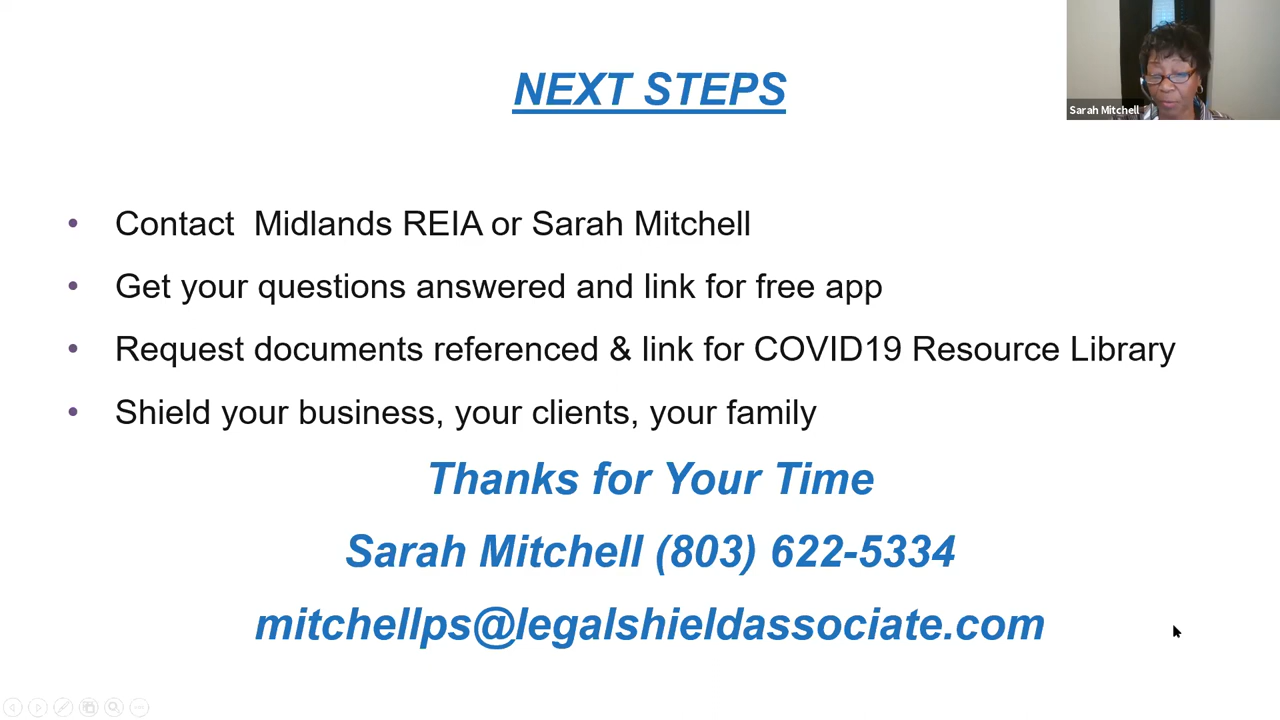 NEXT STEPS
Sarah Mitchell
• Contact  Midlands REIA or Sarah Mitchell
• Get your questions answered and link for free app
• Request documents referenced & link for COVID19 Resource Library
• Shield your business, your clients, your family
Thanks for Your Time
Sarah Mitchell (803) 622-5334
mitchellps@legalshieldassociate.com